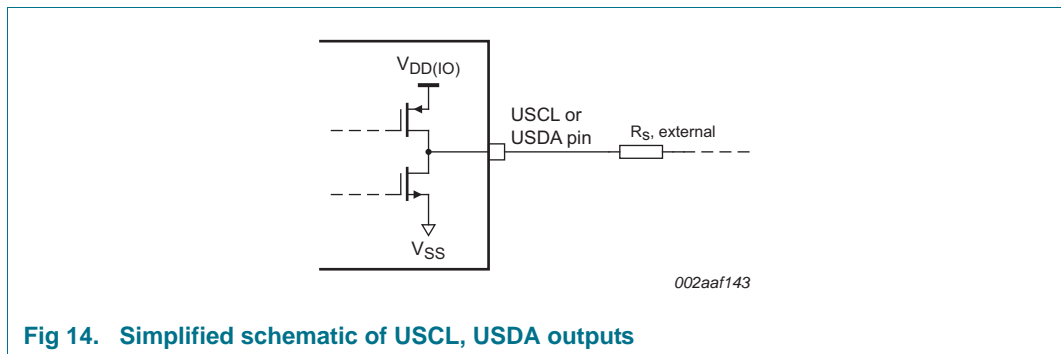 VDD(IO)
USCL or
USDA pin
RS, external
VSS
002aaf143
Fig 14. Simplified schematic of USCL, USDA outputs